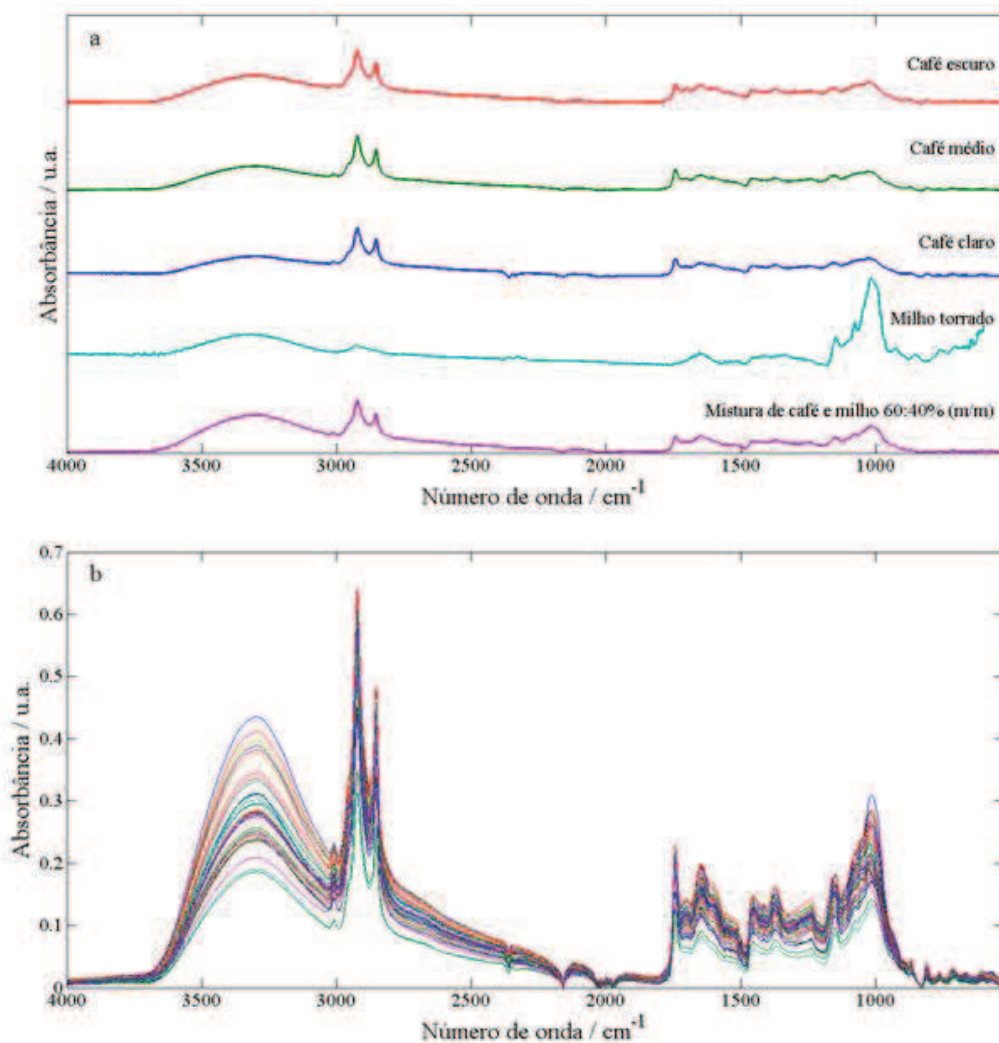 a
Café escuro
Café médio
Café claro
Milho torrado
Mistura de café e milho 60:40% (m/m)
Absorbância / u.a.
4000 3500 3000 2500 2000 1500 1000
Número de onda / cm-1
b
0.7
0.6
0.5
0.4
0.3
0.2
0.1
0
Absorbância / u.a.
4000 3500 3000 2500 2000 1500 1000
Número de onda / cm-1